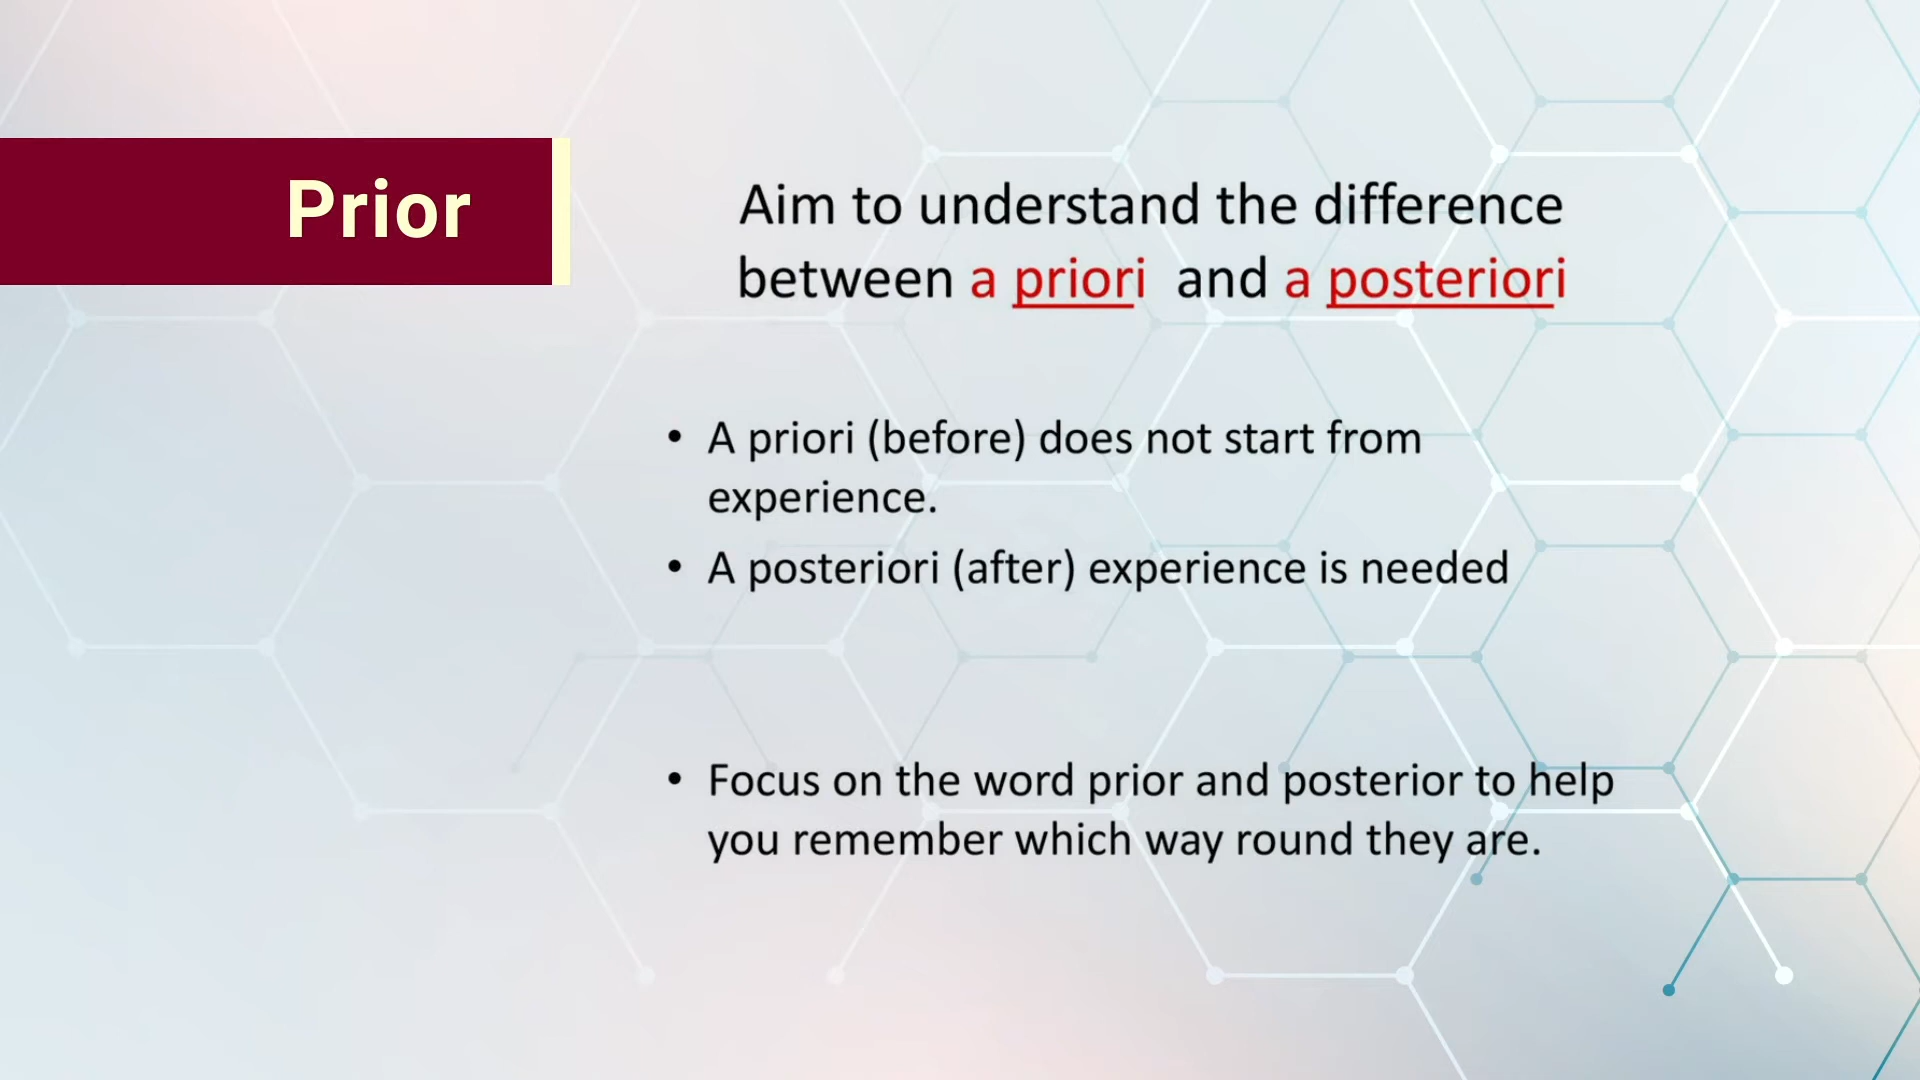 Prior
Aim to understand the difference
between a priori and a posteriori
• A priori (before) does not start from
experience.
• A posteriori (after) experience is needed
• Focus on the word prior and posterior to help
you remember which way round they are.